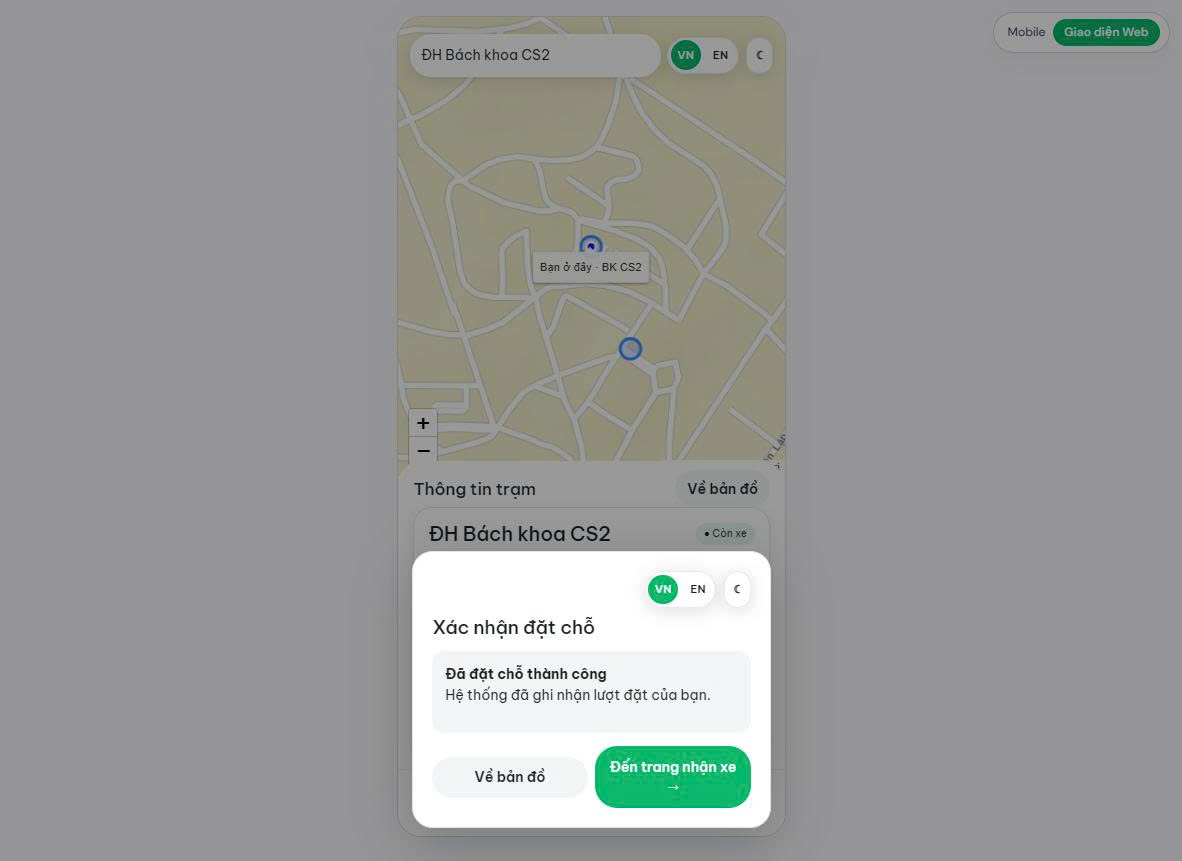 Mobile
Giao diện Web
ĐH Bách khoa CS2
VN
EN
Bạn ở đây · BK CS2
+
−
Thông tin trạm
Về bản đồ
ĐH Bách khoa CS2
• Còn xe
VN
EN
Xác nhận đặt chỗ
Đã đặt chỗ thành công
Hệ thống đã ghi nhận lượt đặt của bạn.
Về bản đồ
Đến trang nhận xe
→